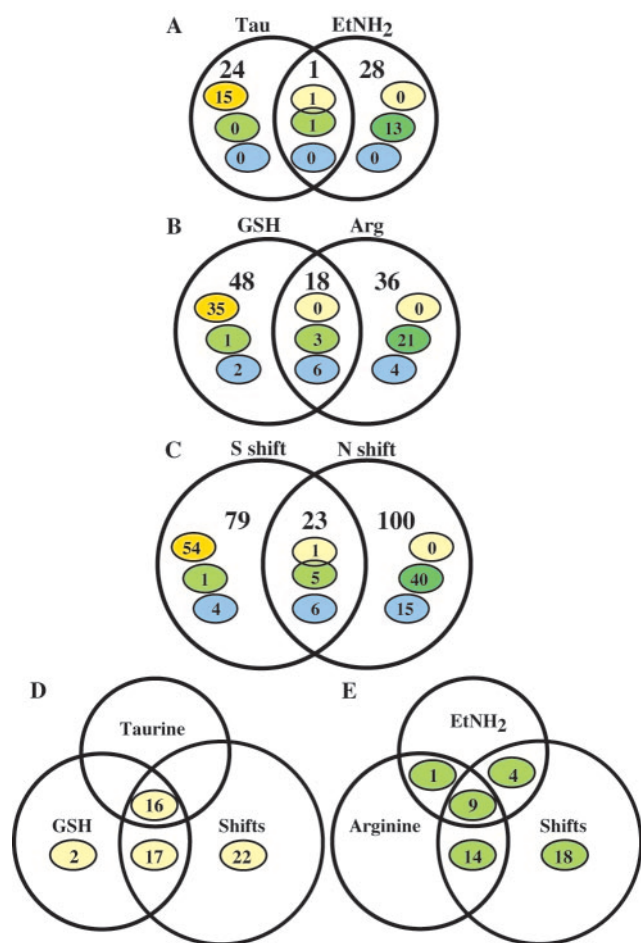 A
Tau EtNH2
24 1 28
15 1 0
0 1 13
0 0 0
B
GSH Arg
48 18 36
35 0 0
1 3 21
2 6 4
C
S shift N shift
79 23 100
54 1 0
1 5 40
4 6 15
D
Taurine
16
GSH Shifts
2 17 22
E
EtNH2
1 4
9
Arginine Shifts
14 18